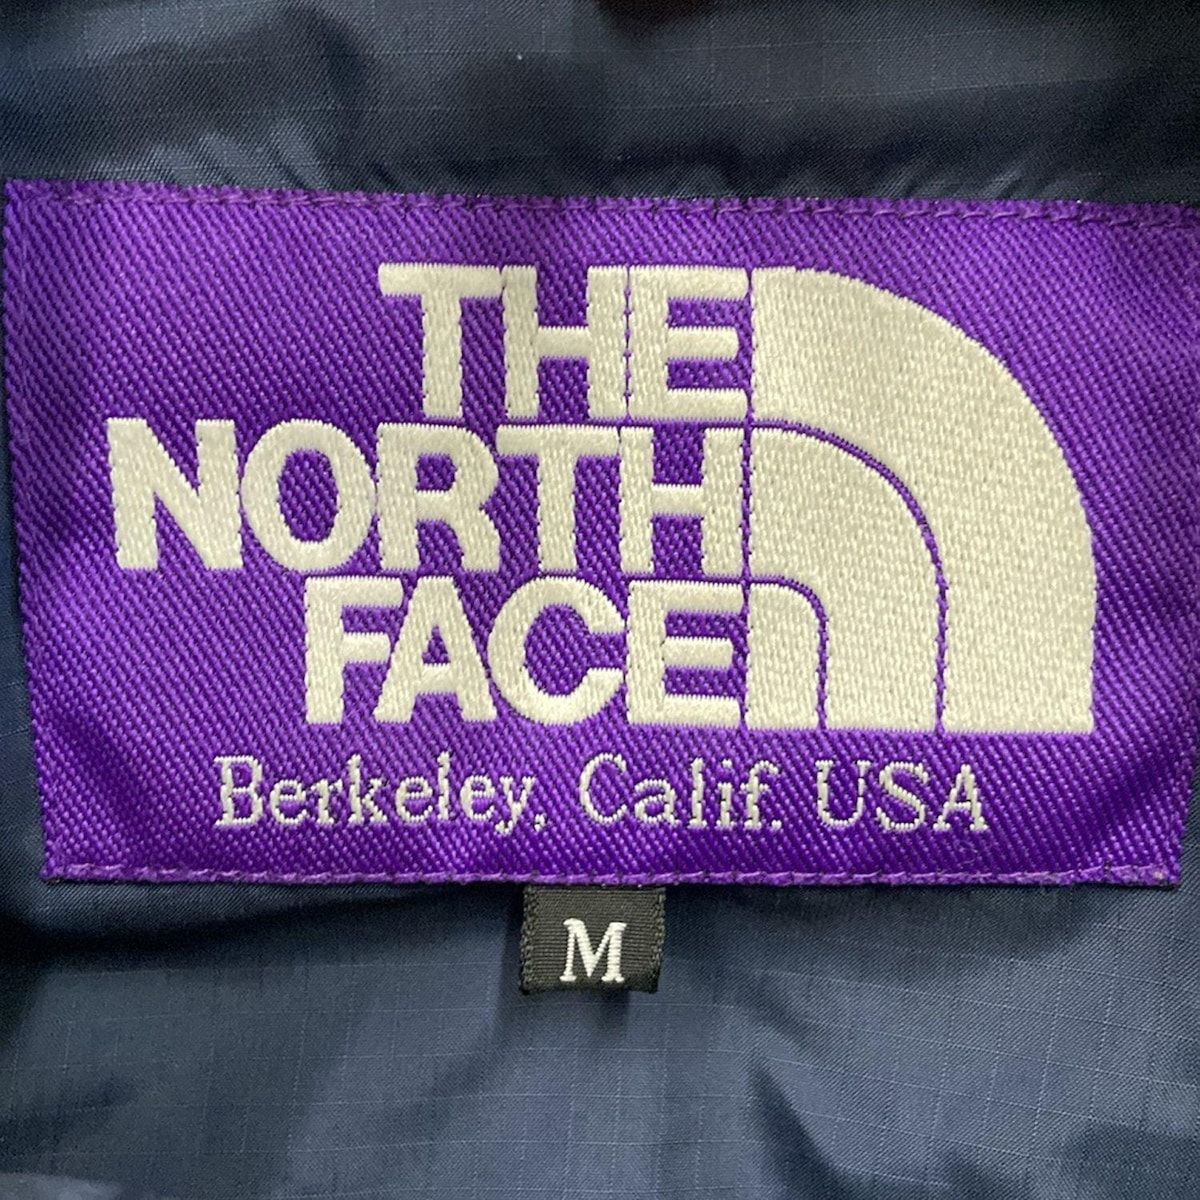 THE
NORTH
FACE
Berkeley, Calif. USA
M